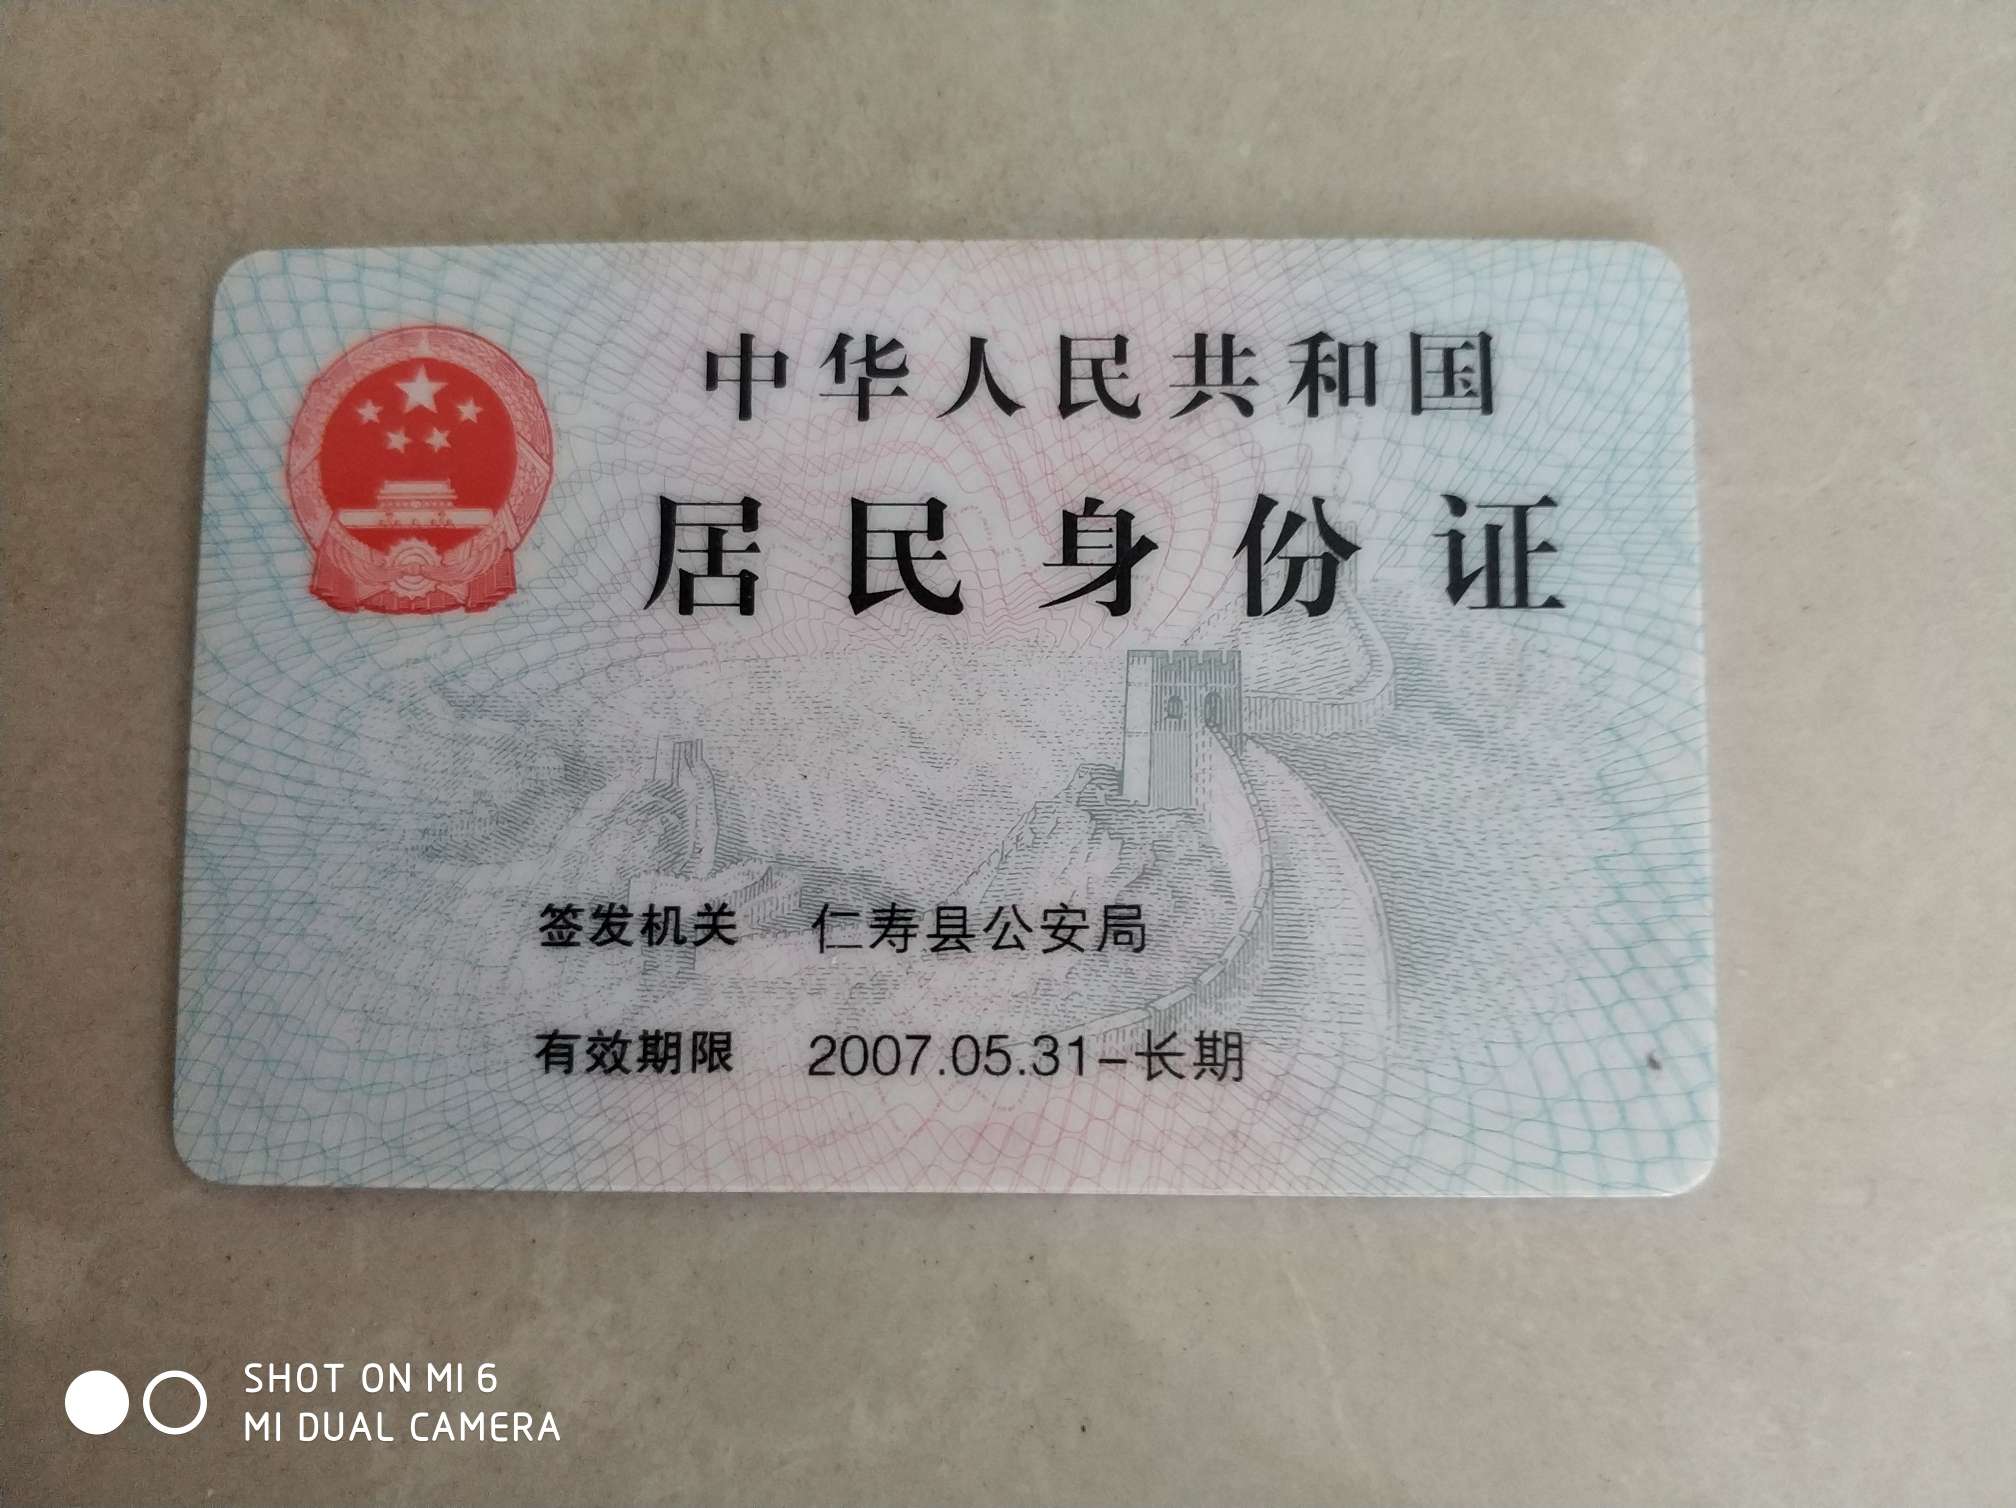 中华人民共和国
居民身份证
签发机关 仁寿县公安局
有效期限 2007.05.31-长期
SHOT ON MI 6
MI DUAL CAMERA